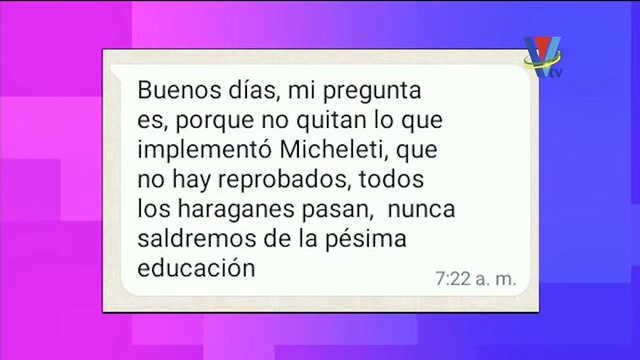 Vtv
Buenos días, mi pregunta
es, porque no quitan lo que
implementó Micheleti, que
no hay reprobados, todos
los haraganes pasan,  nunca
saldremos de la pésima
educación
7:22 a. m.